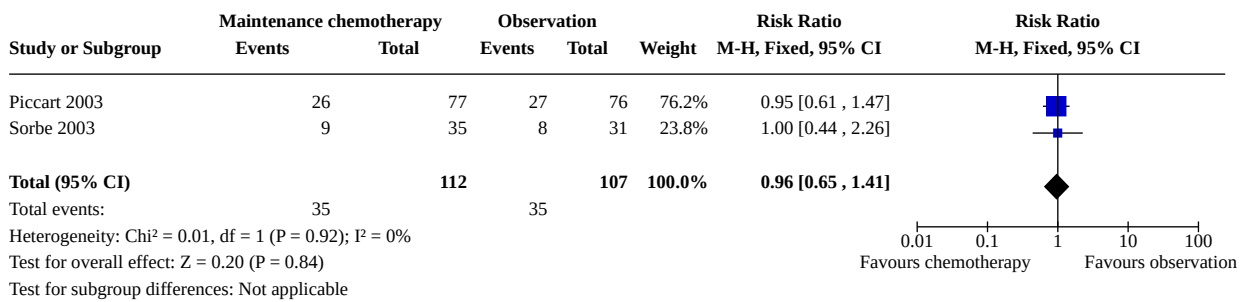 Maintenance chemotherapy Observation Risk Ratio Risk Ratio
Study or Subgroup Events Total Events Total Weight M-H, Fixed, 95% CI M-H, Fixed, 95% CI
Piccart 2003 26 77 27 76 76.2% 0.95 [0.61 , 1.47]
Sorbe 2003 9 35 8 31 23.8% 1.00 [0.44 , 2.26]
Total (95% CI) 112 107 100.0% 0.96 [0.65 , 1.41]
Total events: 35 35
Heterogeneity: Chi² = 0.01, df = 1 (P = 0.92); I² = 0%
0.01 0.1 1 10 100
Test for overall effect: Z = 0.20 (P = 0.84) Favours chemotherapy Favours observation
Test for subgroup differences: Not applicable